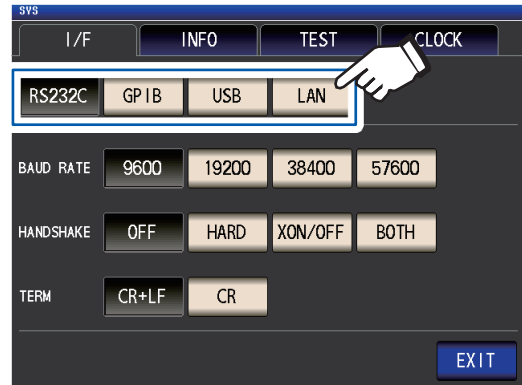 SYS
I/F INFO TEST CLOCK
RS232C GPIB USB LAN
BAUD RATE 9600 19200 38400 57600
HANDSHAKE OFF HARD XON/OFF BOTH
TERM CR+LF CR
EXIT